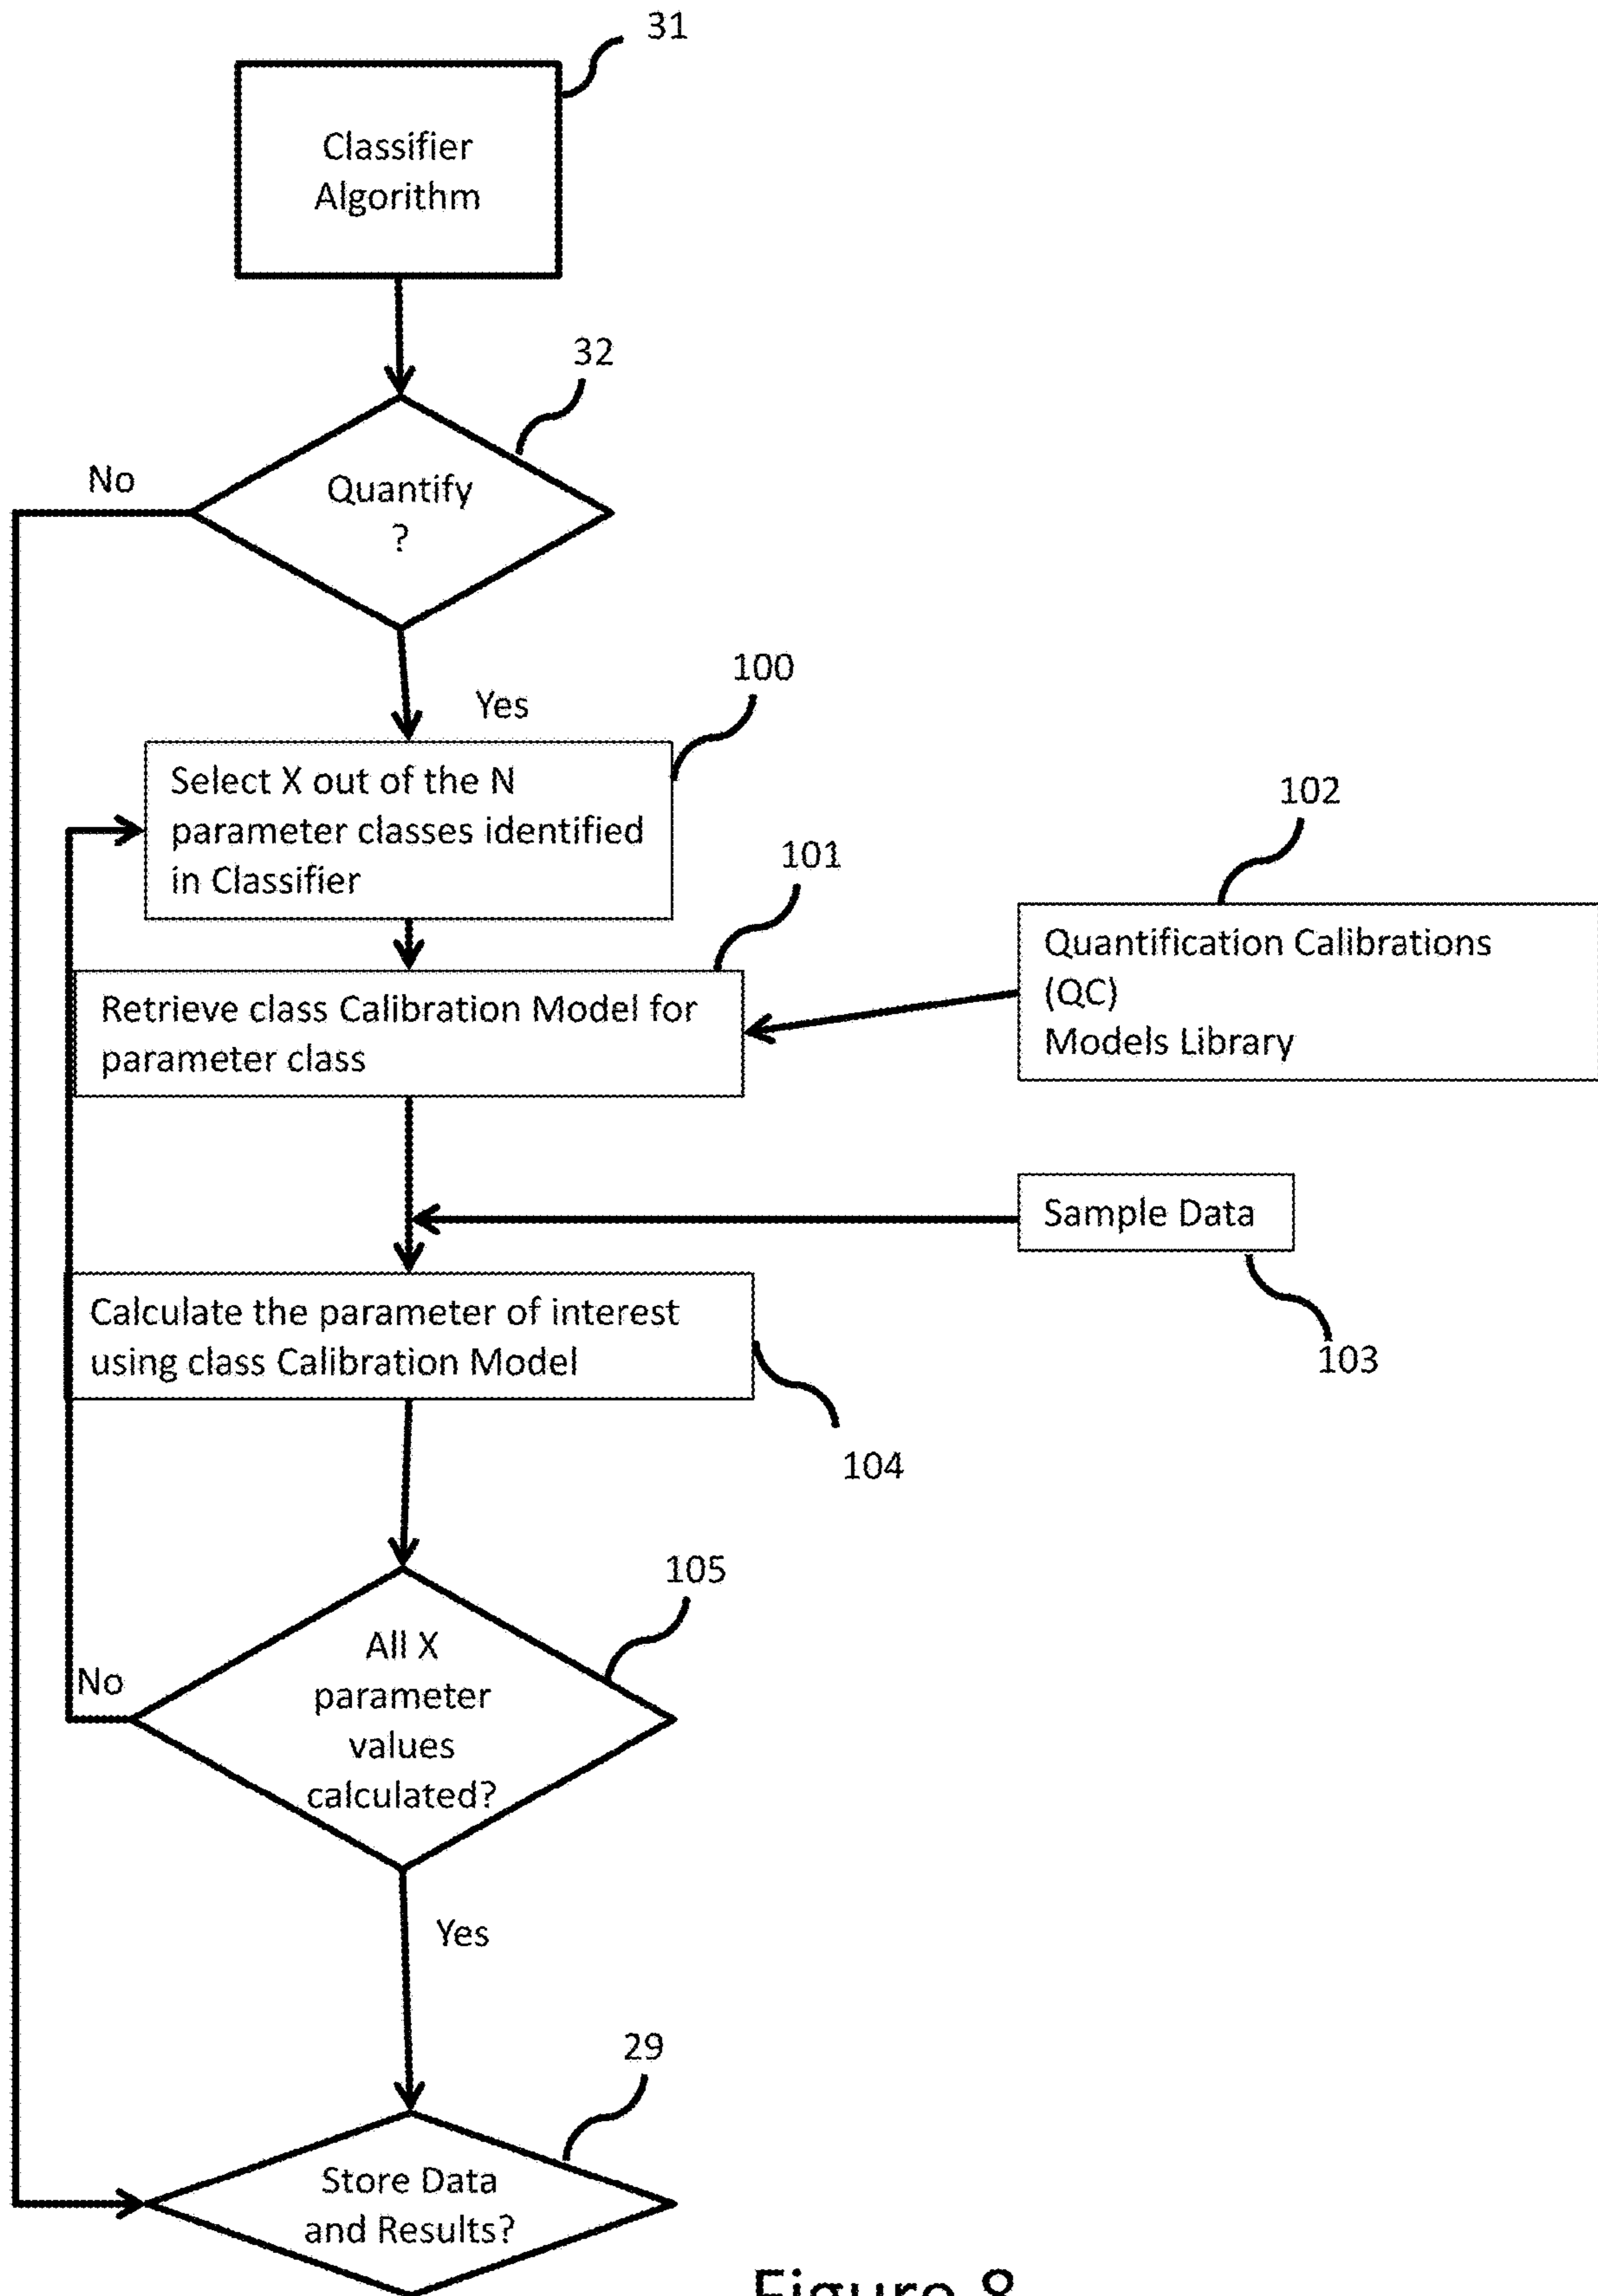 31
Classifier
Algorithm
32
No
Quantify
?
Yes
100
Select X out of the N
parameter classes identified
in Classifier
101
102
Retrieve class Calibration Model for
parameter class
Quantification Calibrations
(QC)
Models Library
Sample Data
103
Calculate the parameter of interest
using class Calibration Model
104
105
All X
parameter
values
calculated?
No
Yes
29
Store Data
and Results?
Figure 8